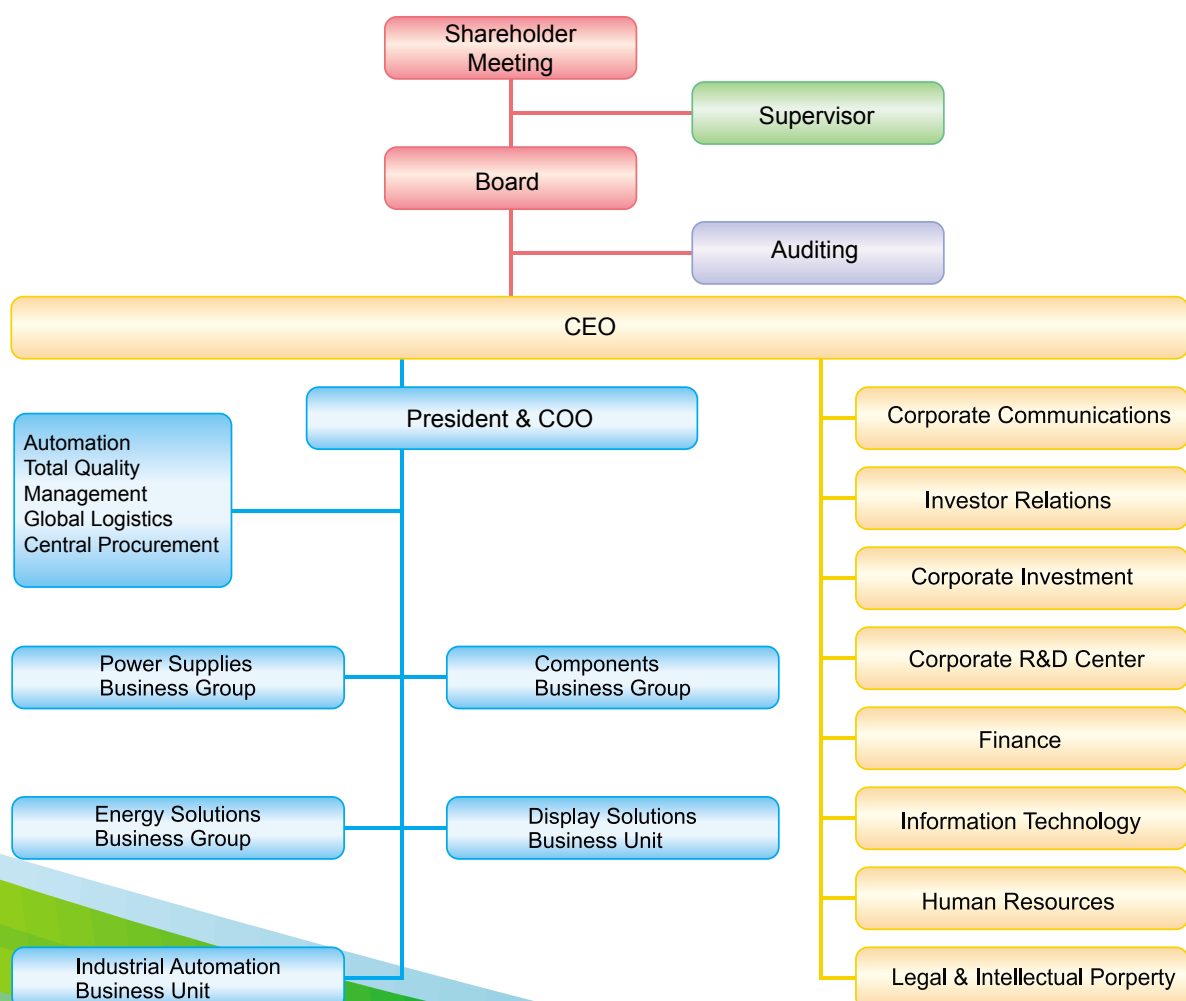 Shareholder
Meeting
Supervisor
Board
Auditing
CEO
President & COO
Automation
Total Quality
Management
Global Logistics
Central Procurement
Power Supplies
Business Group
Components
Business Group
Energy Solutions
Business Group
Display Solutions
Business Unit
Industrial Automation
Business Unit
Corporate Communications
Investor Relations
Corporate Investment
Corporate R&D Center
Finance
Information Technology
Human Resources
Legal & Intellectual Porperty